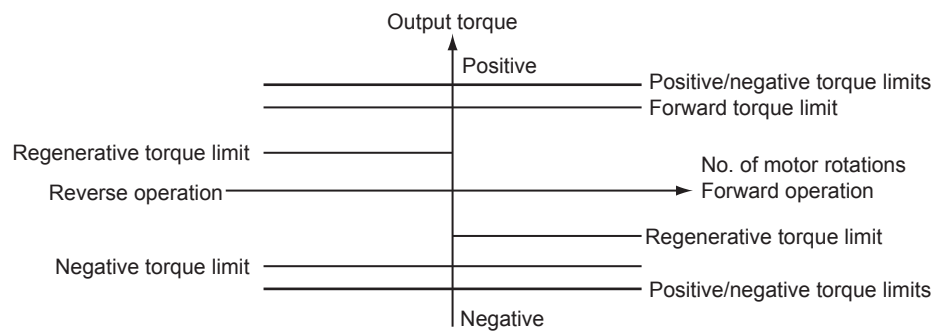 Output torque
Positive
Positive/negative torque limits
Forward torque limit
Regenerative torque limit
No. of motor rotations
Reverse operation
Forward operation
Regenerative torque limit
Negative torque limit
Positive/negative torque limits
Negative